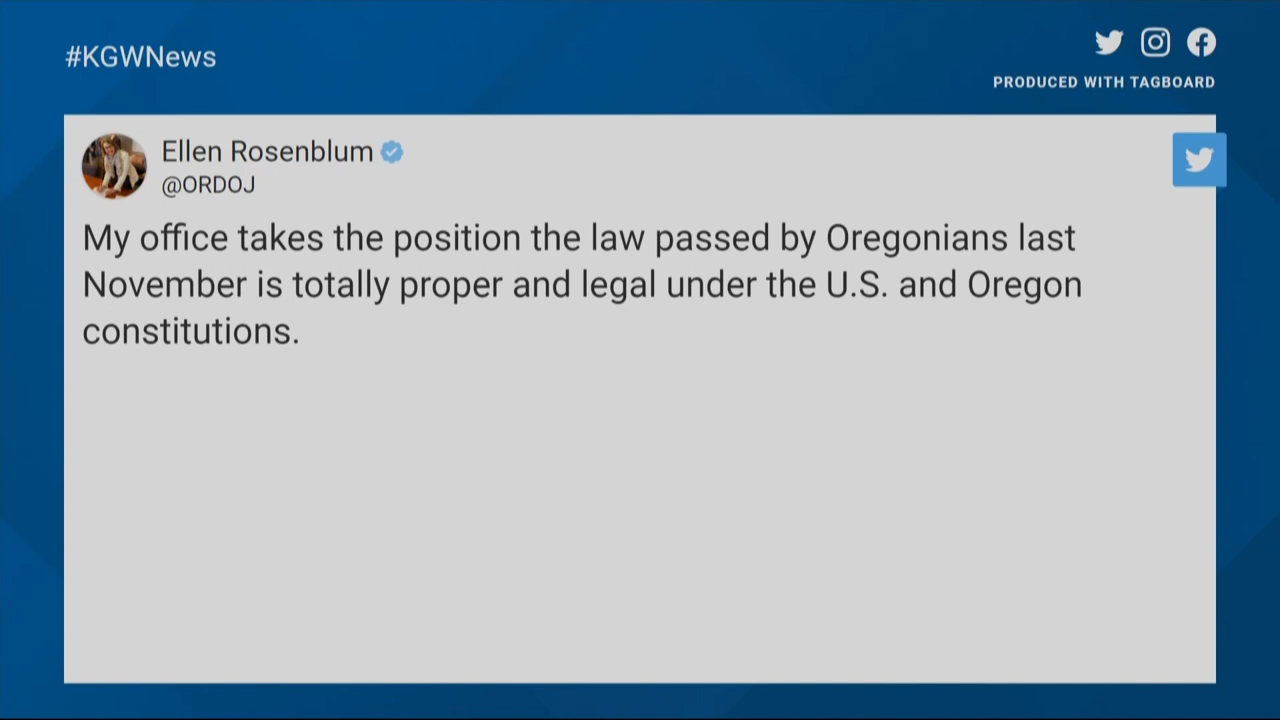 #KGWNews
PRODUCED WITH TAGBOARD
Ellen Rosenblum
@ORDOJ
My office takes the position the law passed by Oregonians last
November is totally proper and legal under the U.S. and Oregon
constitutions.